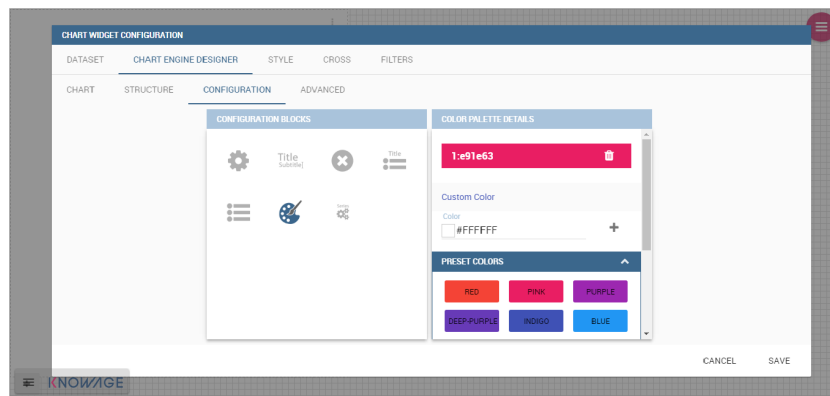 CHART WIDGET CONFIGURATION
DATASET CHART ENGINE DESIGNER STYLE CROSS FILTERS
CHART STRUCTURE CONFIGURATION ADVANCED
CONFIGURATION BLOCKS COLOR PALETTE DETAILS
Title
Subtitle
Title
1:e91e63
Custom Color
Color
#FFFFFF
PRESET COLORS
RED PINK PURPLE
DEEP-PURPLE INDIGO BLUE
CANCEL SAVE
KNOWAGE